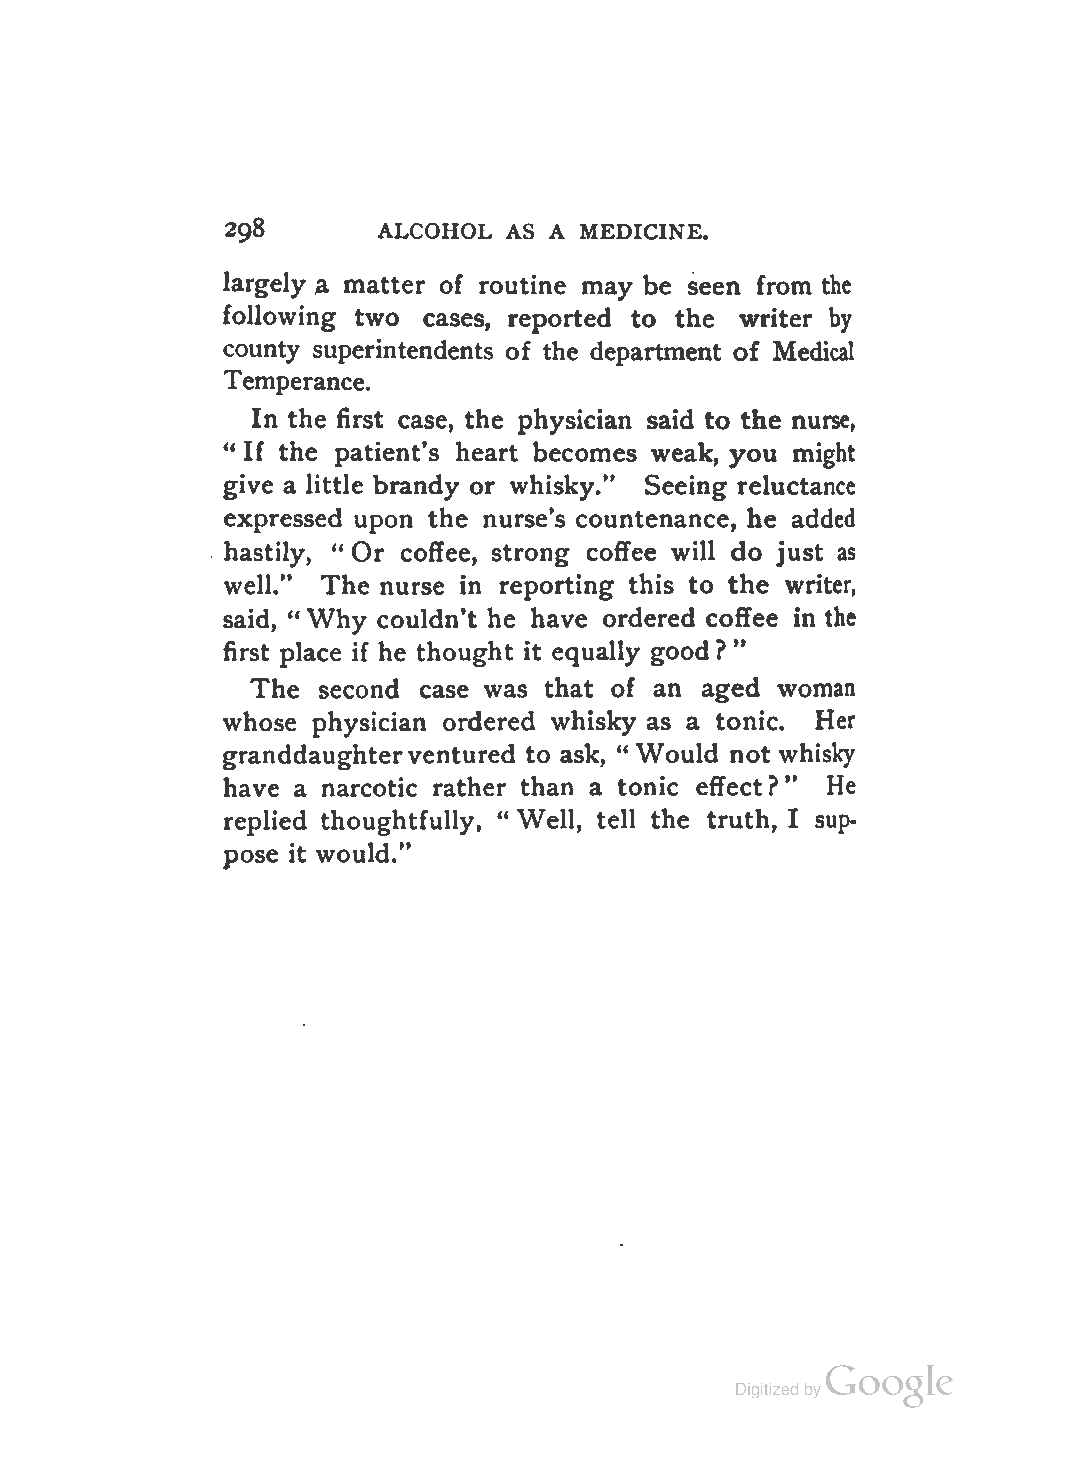 298 ALCOHOL AS A MEDICINE.
largely a matter of routine may be seen from the
following two cases, reported to the writer by
county superintendents of the department of Medical
Temperance.
In the first case, the physician said to the nurse,
“ If the patient's heart becomes weak, you might
give a little brandy or whisky.” Seeing reluctance
expressed upon the nurse's countenance, he added
hastily, “ Or coffee, strong coffee will do just as
well.” The nurse in reporting this to the writer,
said, “ Why couldn't he have ordered coffee in the
first place if he thought it equally good ? ”
The second case was that of an aged woman
whose physician ordered whisky as a tonic. Her
granddaughter ventured to ask, “ Would not whisky
have a narcotic rather than a tonic effect? ” He
replied thoughtfully, “ Well, tell the truth, I sup-
pose it would.”
Digitized by Google